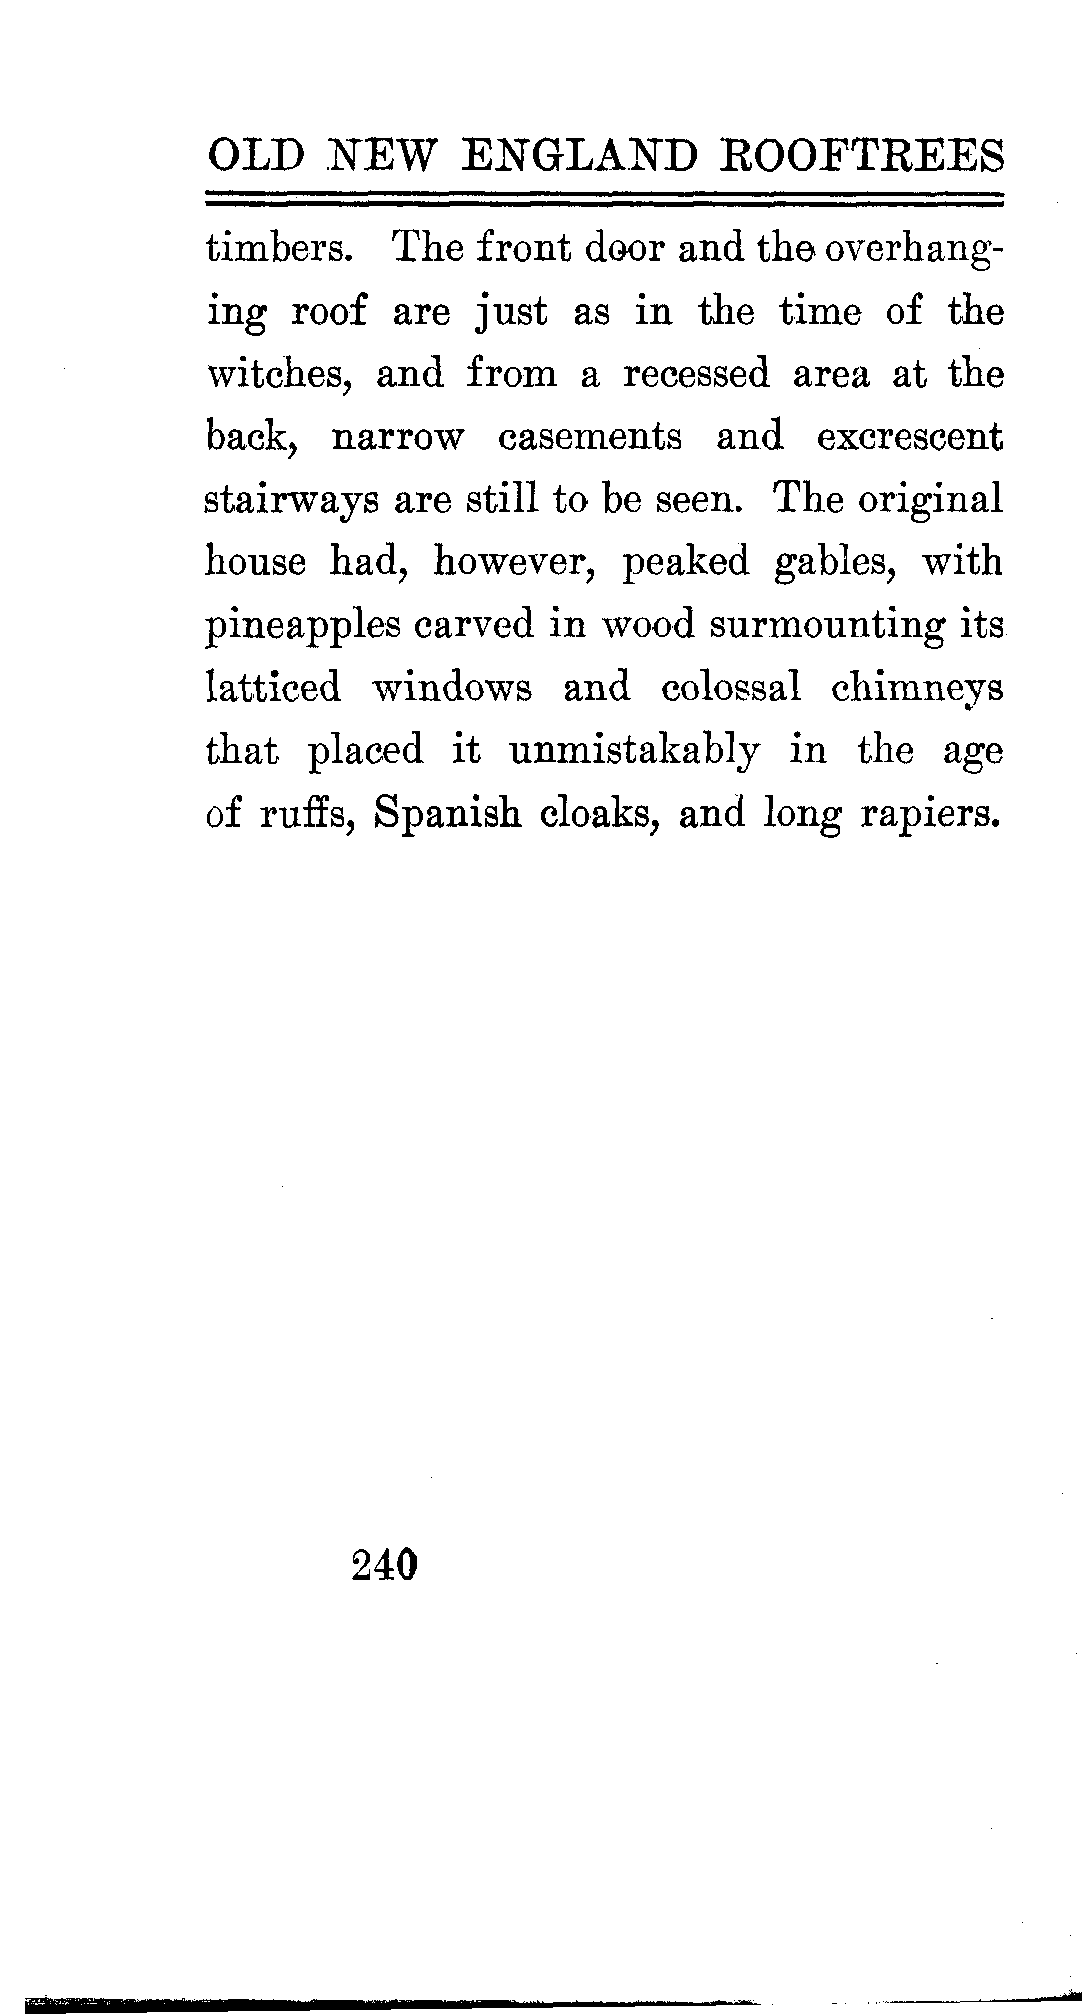 OLD NEW ENGLAND ROOFTREES
timbers. The front door and the overhang-
ing roof are just as in the time of the
witches, and from a recessed area at the
back, narrow casements and excrescent
stairways are still to be seen. The original
house had, however, peaked gables, with
pineapples carved in wood surmounting its
latticed windows and colossal chimneys
that placed it unmistakably in the age
of ruffs, Spanish cloaks, and long rapiers.
240